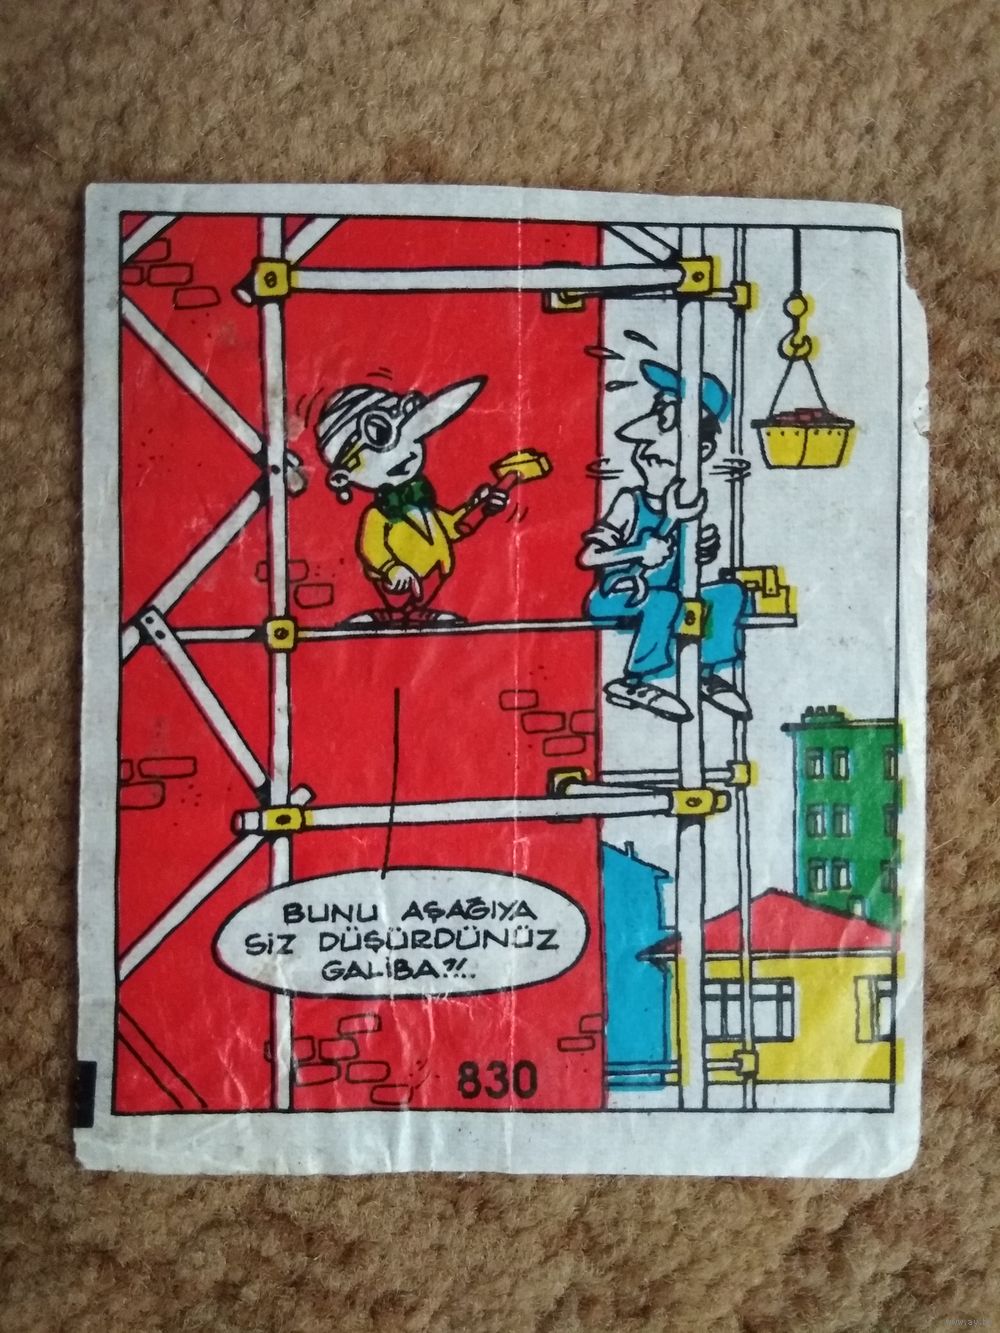 BUNU AŞAĞIYA
SİZ DÜŞÜRDÜNÜZ
GALİBA?!..
830